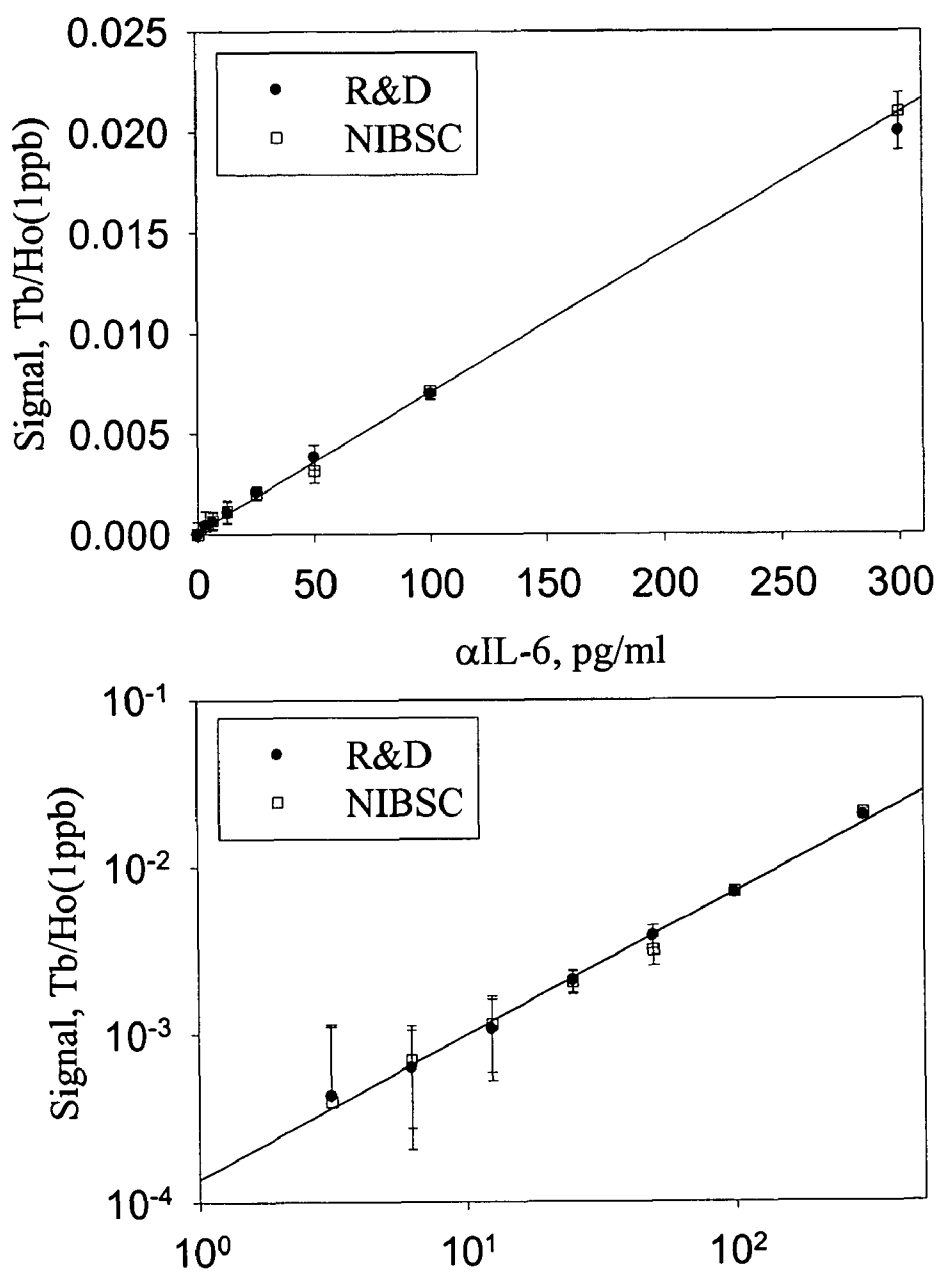 0.025
0.020
0.015
0.010
0.005
0.000
Signal, Tb/Ho(1ppb)
R&D
NIBSC
0 50 100 150 200 250 300
αIL-6, pg/ml
10-1
10-2
10-3
10-4
Signal, Tb/Ho(1ppb)
R&D
NIBSC
100 101 102